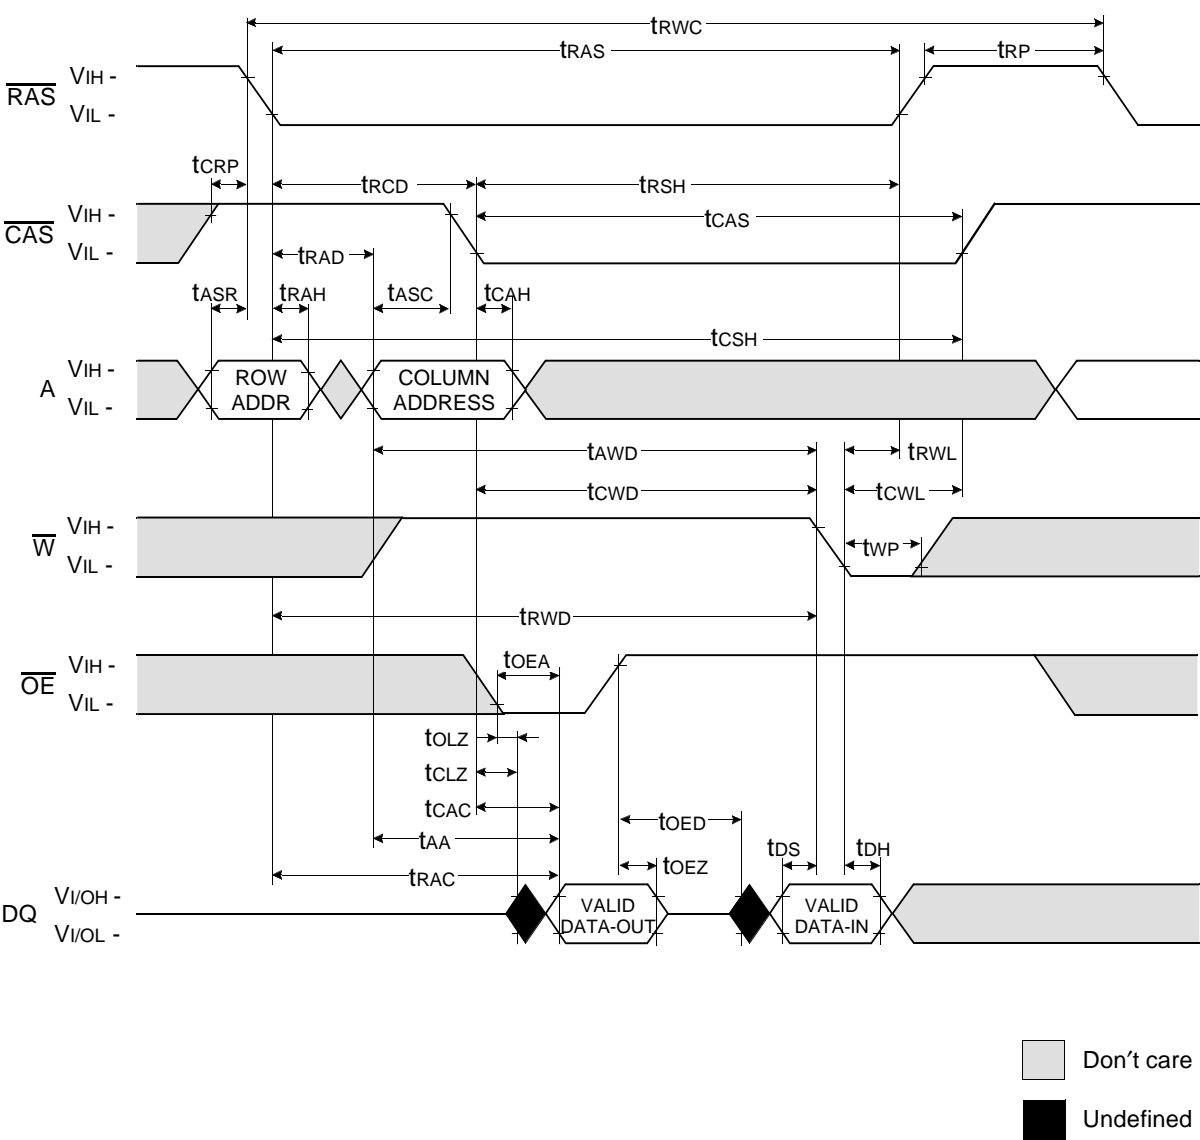 tRWC
tRAS
tRP
RAS
VIH -
VIL -
tCRP
tRCD
tRSH
CAS
VIH -
VIL -
tCAS
tRAD
tASR
tRAH
tASC
tCAH
tCSH
A
VIH -
VIL -
ROW
ADDR
COLUMN
ADDRESS
tAWD
tRWL
tCWD
tCWL
W
VIH -
VIL -
tWP
tRWD
OE
VIH -
VIL -
tOEA
tOLZ
tCLZ
tCAC
tOED
tAA
tDS
tDH
tOEZ
tRAC
DQ
VI/OH -
VI/OL -
VALID
DATA-OUT
VALID
DATA-IN
Don′t care
Undefined